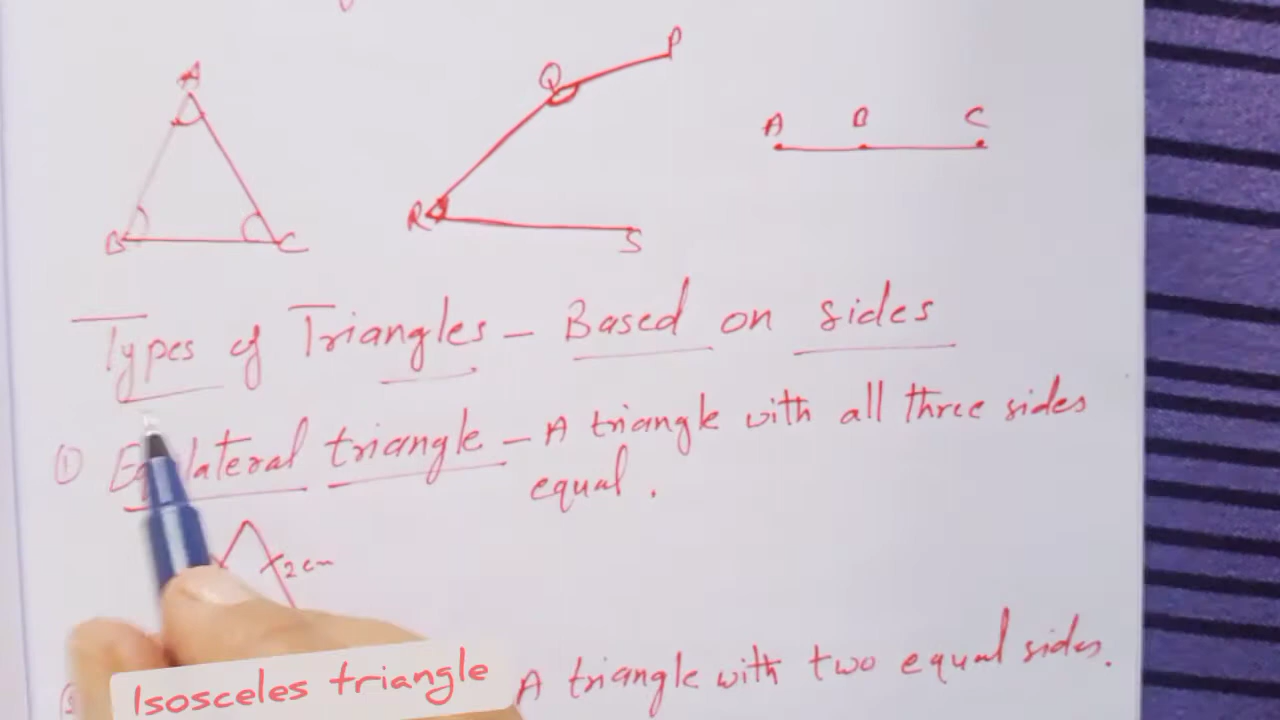 A
B
C
Q
P
R
S
A B C
Types of Triangles - Based on sides
① Equilateral triangle - A triangle with all three sides
equal.
2cm
Isosceles triangle A triangle with two equal sides.